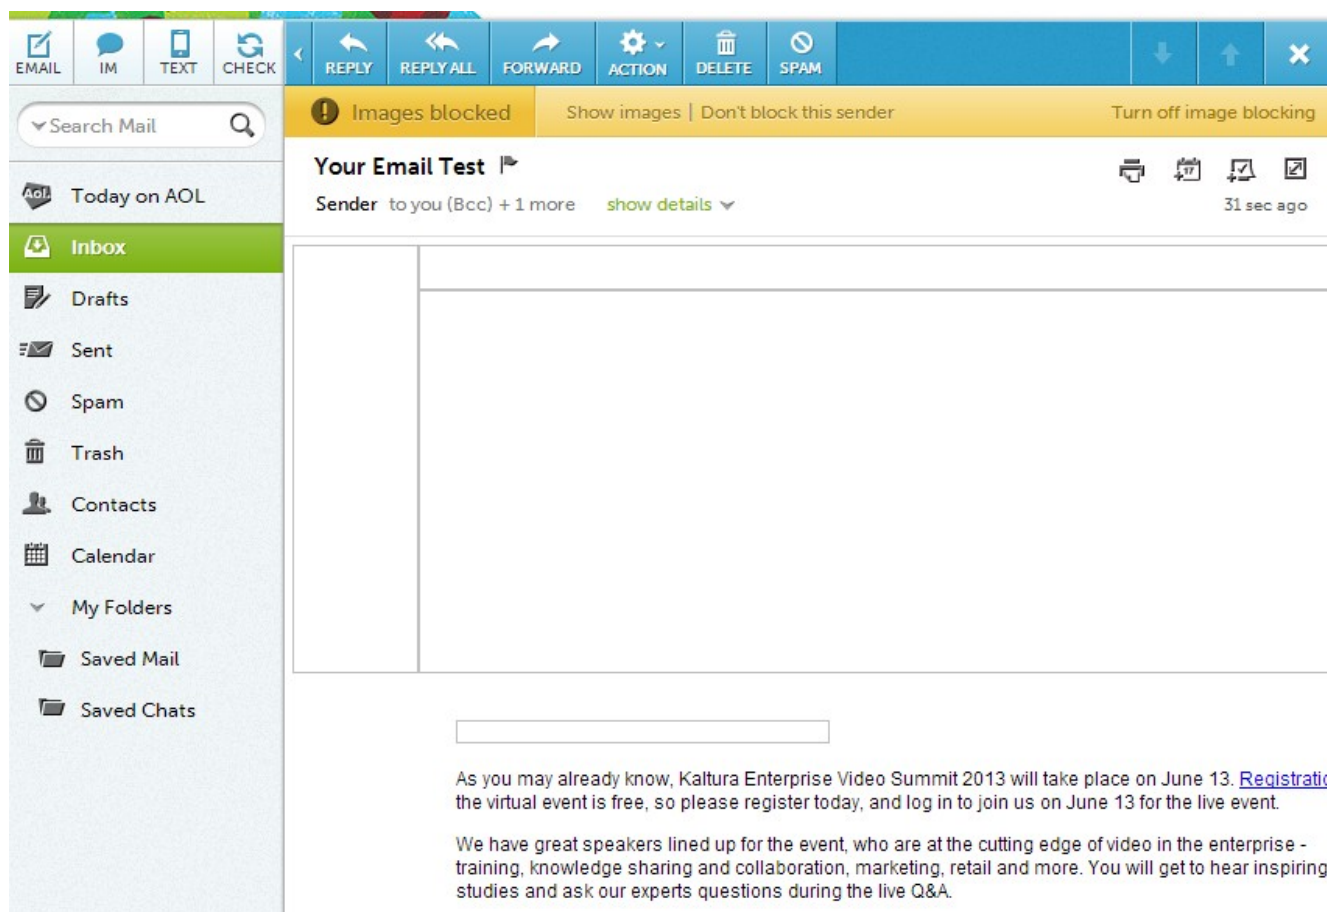 EMAIL IM TEXT CHECK REPLY REPLY ALL FORWARD ACTION DELETE SPAM
Search Mail
Images blocked Show images | Don't block this sender Turn off image blocking
Your Email Test
Sender to you (Bcc) + 1 more show details 31 sec ago
AOL Today on AOL
Inbox
Drafts
Sent
Spam
Trash
Contacts
Calendar
My Folders
Saved Mail
Saved Chats
As you may already know, Kaltura Enterprise Video Summit 2013 will take place on June 13. Registratio
the virtual event is free, so please register today, and log in to join us on June 13 for the live event.
We have great speakers lined up for the event, who are at the cutting edge of video in the enterprise -
training, knowledge sharing and collaboration, marketing, retail and more. You will get to hear inspiring
studies and ask our experts questions during the live Q&A.